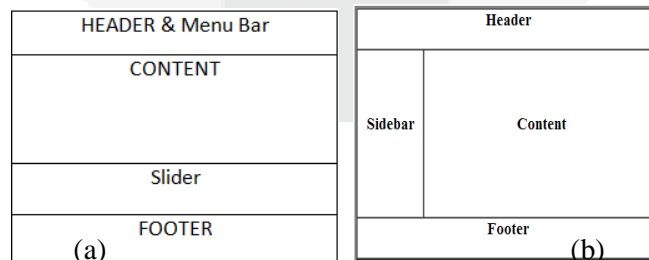 HEADER & Menu Bar
CONTENT
Slider
FOOTER
(a)
Header
Sidebar
Content
Footer
(b)